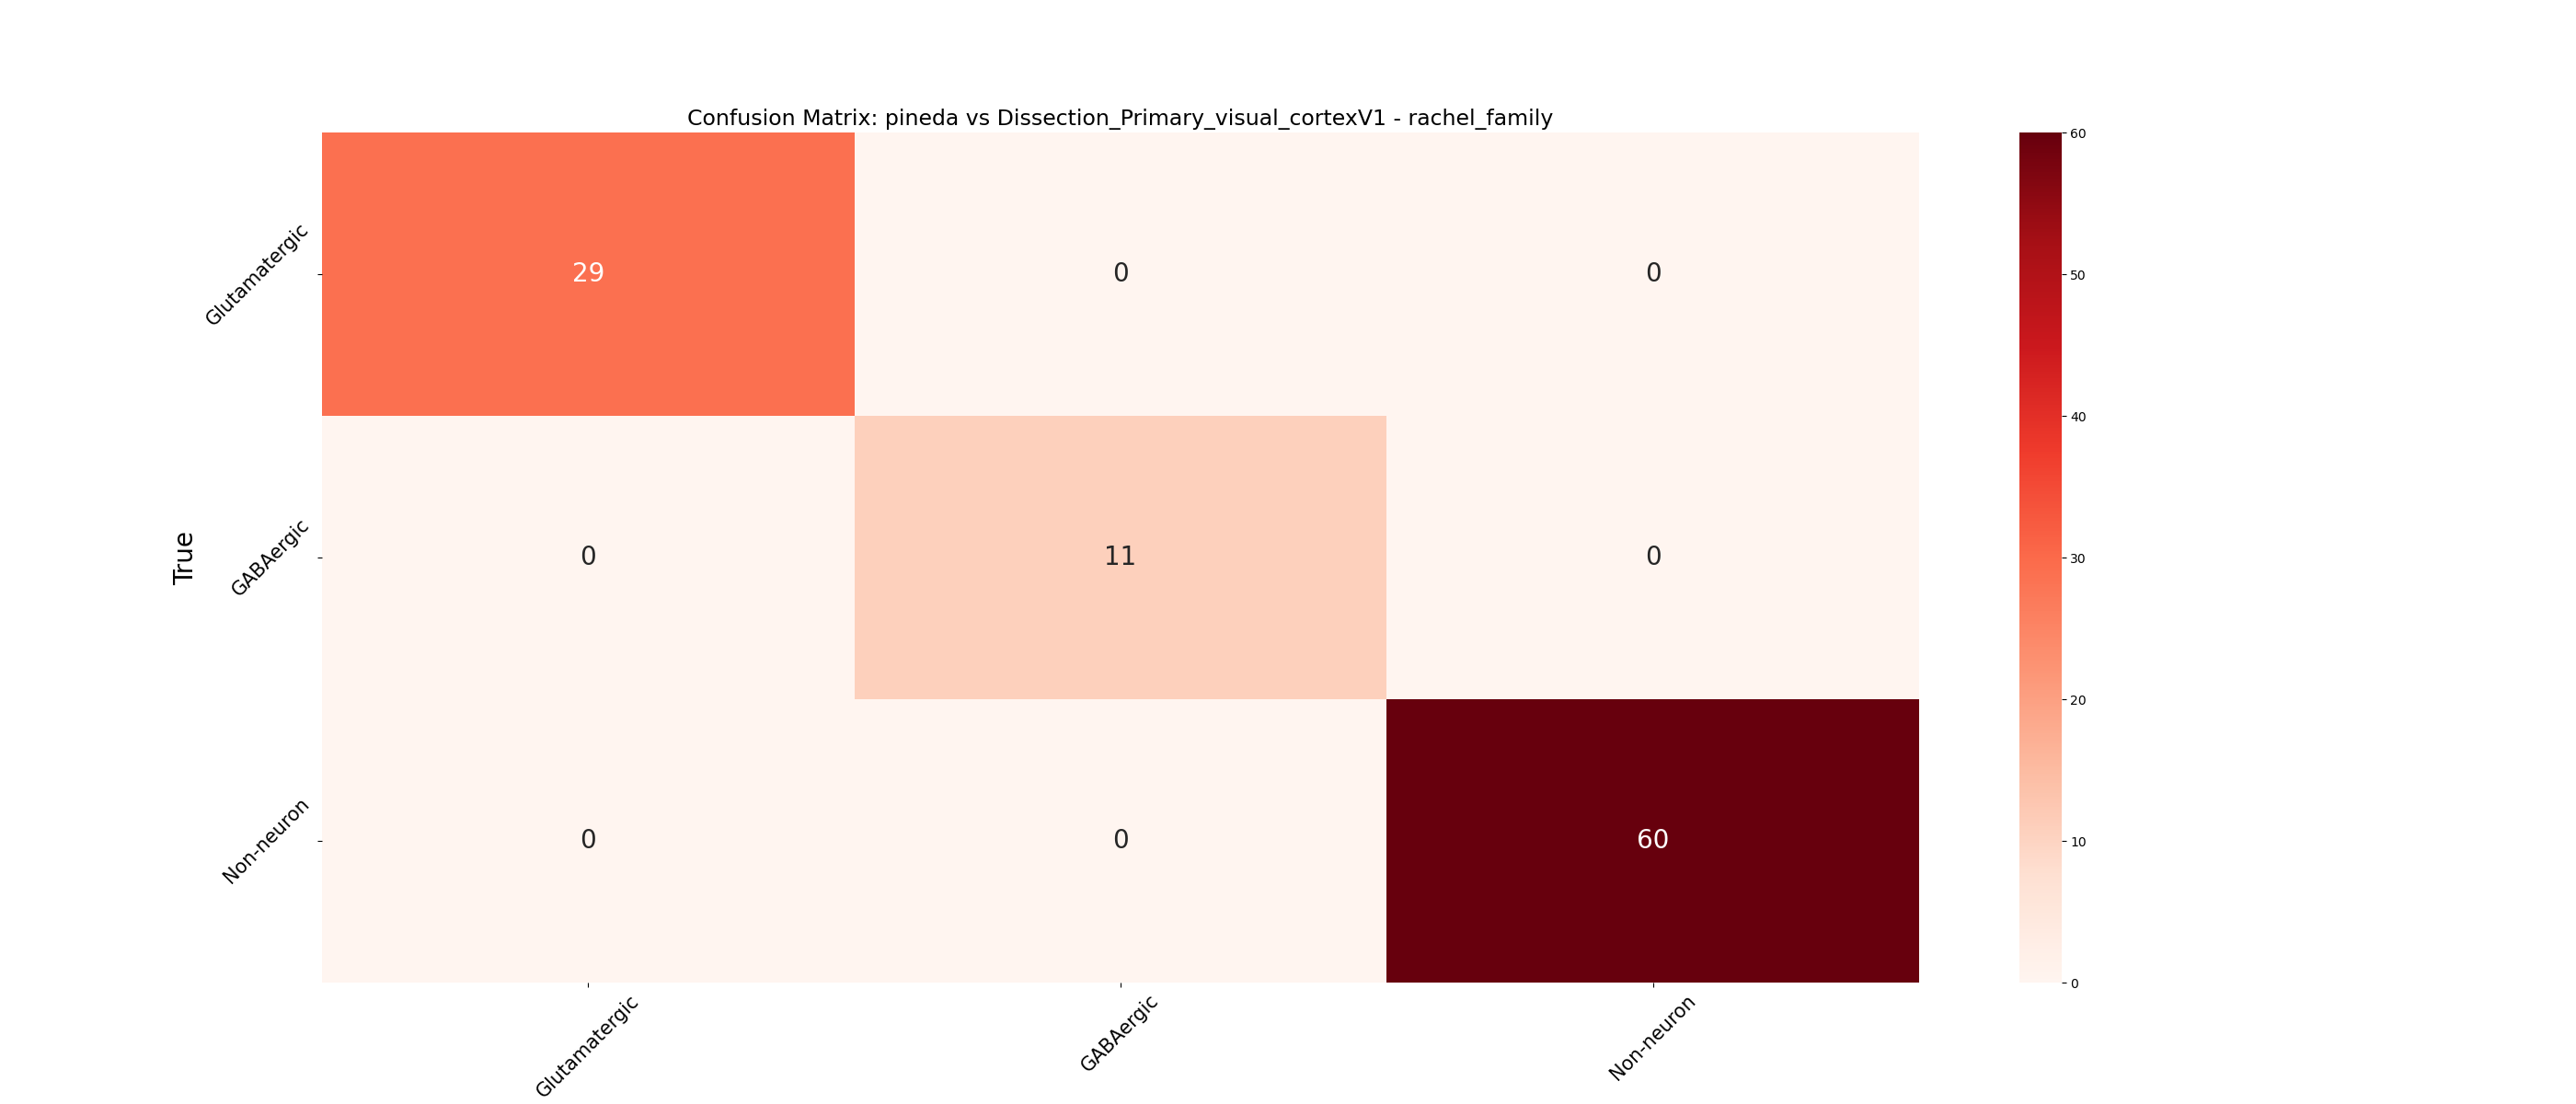 Confusion Matrix: pineda vs Dissection_Primary_visual_cortexV1 - rachel_family
True
Glutamatergic
29
0
0
GABAergic
0
11
0
Non-neuron
0
0
60
Glutamatergic
GABAergic
Non-neuron
60
50
40
30
20
10
0